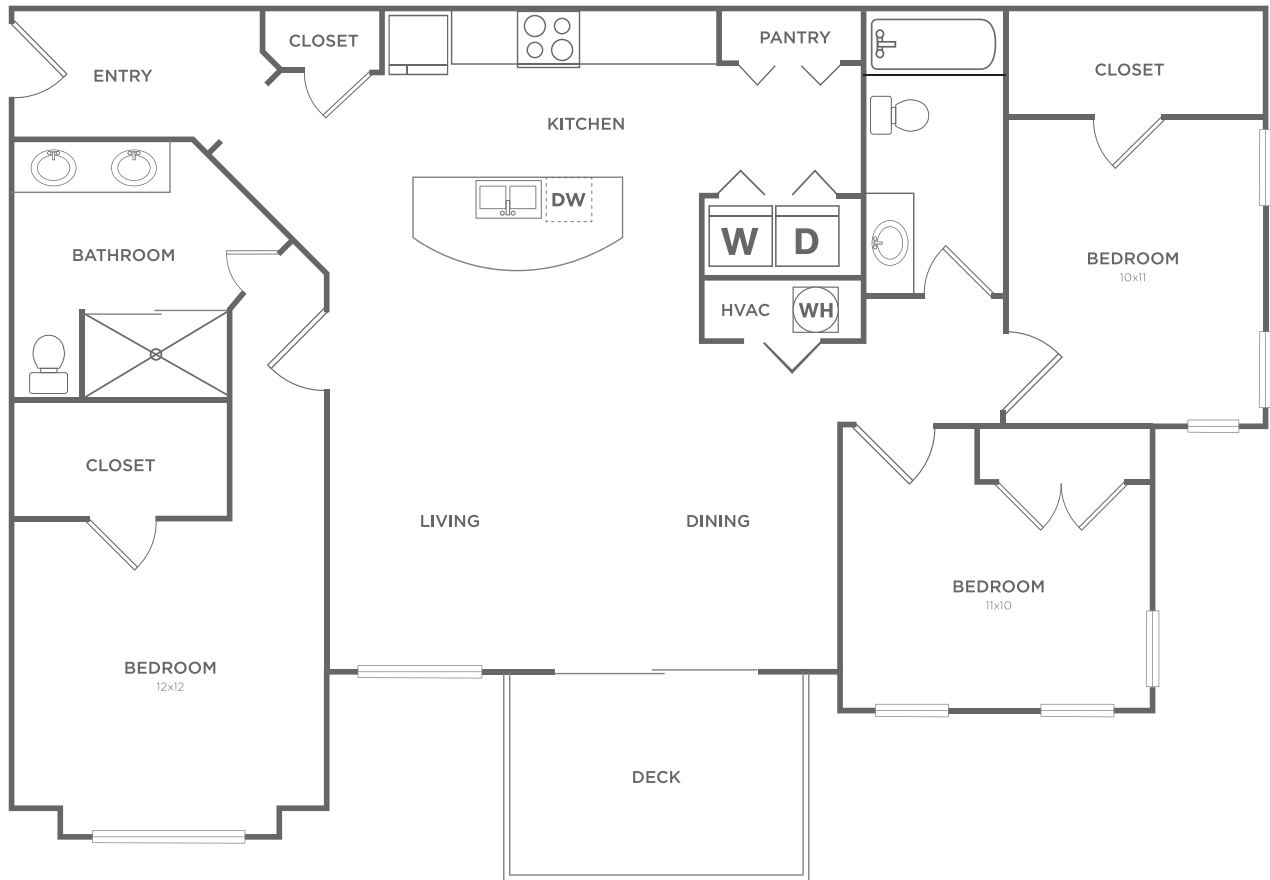 CLOSET
PANTRY
ENTRY
CLOSET
KITCHEN
DW
BATHROOM
W D
BEDROOM
10x11
HVAC WH
CLOSET
LIVING
DINING
BEDROOM
11x10
BEDROOM
12x12
DECK